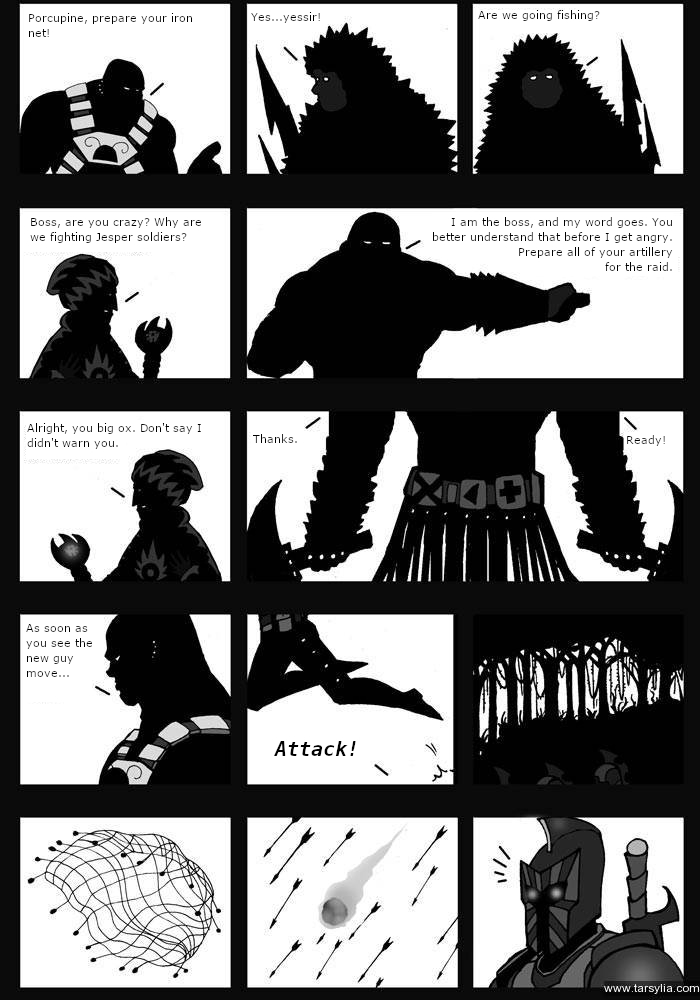 Porcupine, prepare your iron
net!
Yes...yessir!
Are we going fishing?
Boss, are you crazy? Why are
we fighting Jesper soldiers?
I am the boss, and my word goes. You
better understand that before I get angry.
Prepare all of your artillery
for the raid.
Alright, you big ox. Don't say I
didn't warn you.
Thanks.
Ready!
As soon as
you see the
new guy
move...
Attack!
www.tarsylia.com